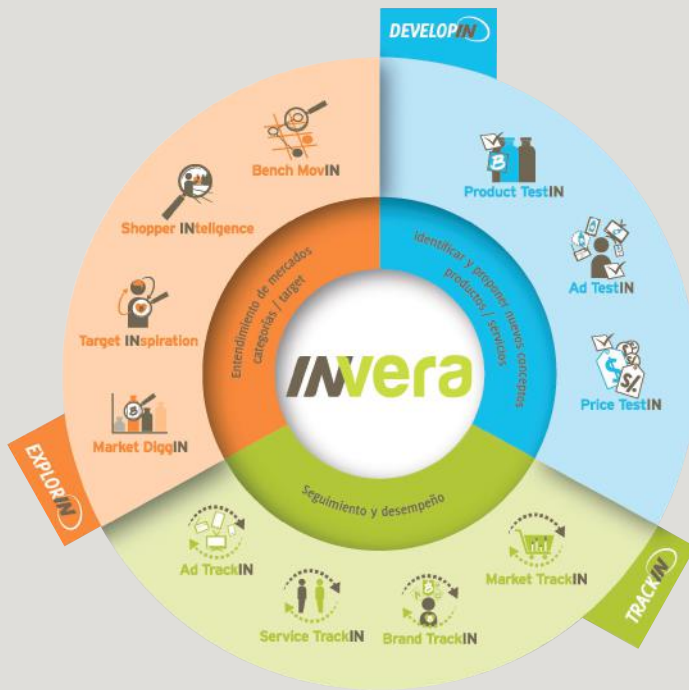 DEVELOPIN
Bench MovIN
Shopper INteligence
Target INspiration
Market DiggIN
Entendimiento de mercados
categorías / target
EXPLORIN
Product TestIN
Ad TestIN
Price TestIN
identificar y proponer nuevos conceptos
productos / servicios
INvera
Seguimiento y desempeño
Ad TrackIN
Service TrackIN
Brand TrackIN
Market TrackIN
TRACKIN
B
$
S/.